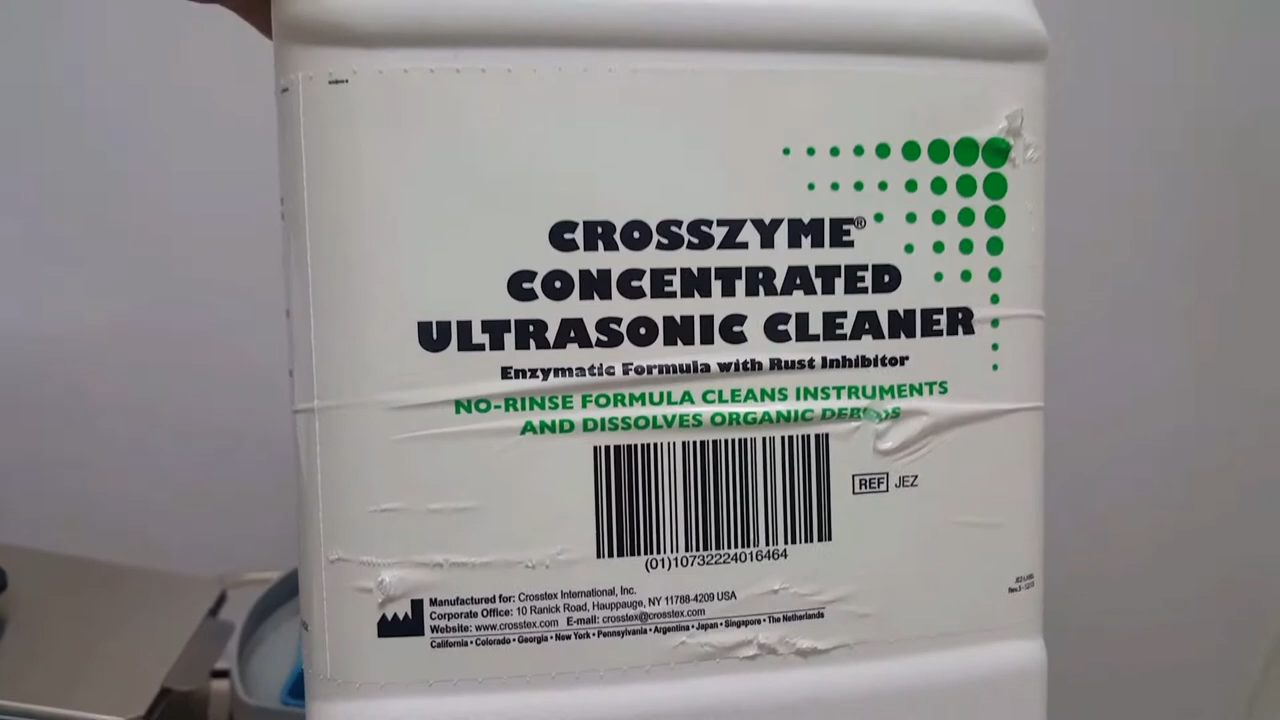 CROSSZYME®
CONCENTRATED
ULTRASONIC CLEANER
Enzymatic Formula with Rust Inhibitor
NO-RINSE FORMULA CLEANS INSTRUMENTS
AND DISSOLVES ORGANIC
REF JEZ
(01)10732224016464
Manufactured for: Crosstex International, Inc.
Corporate Office: 10 Ranick Road, Hauppauge, NY 11788-4209 USA
Website: www.crosstex.com E-mail: crosstex@crosstex.com
California • Colorado • Georgia • New York • Pennsylvania • Argentina • Japan • Singapore • The Netherlands